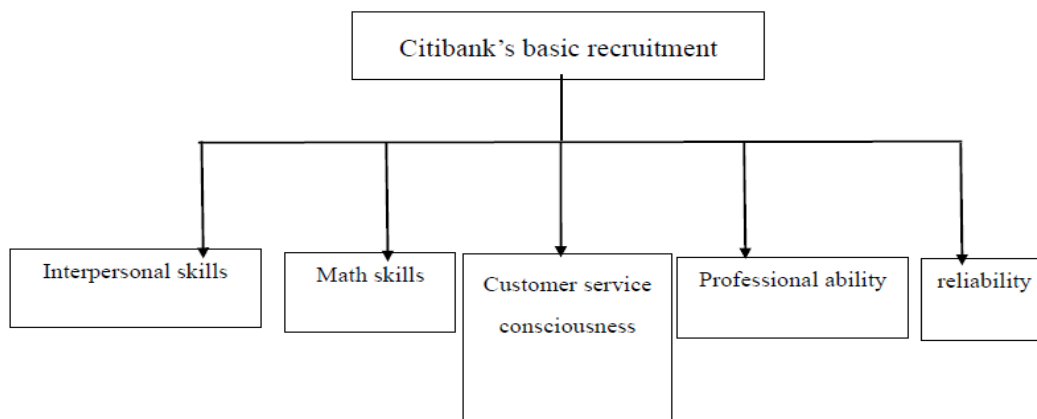 Citibank’s basic recruitment
Interpersonal skills
Math skills
Customer service
consciousness
Professional ability
reliability